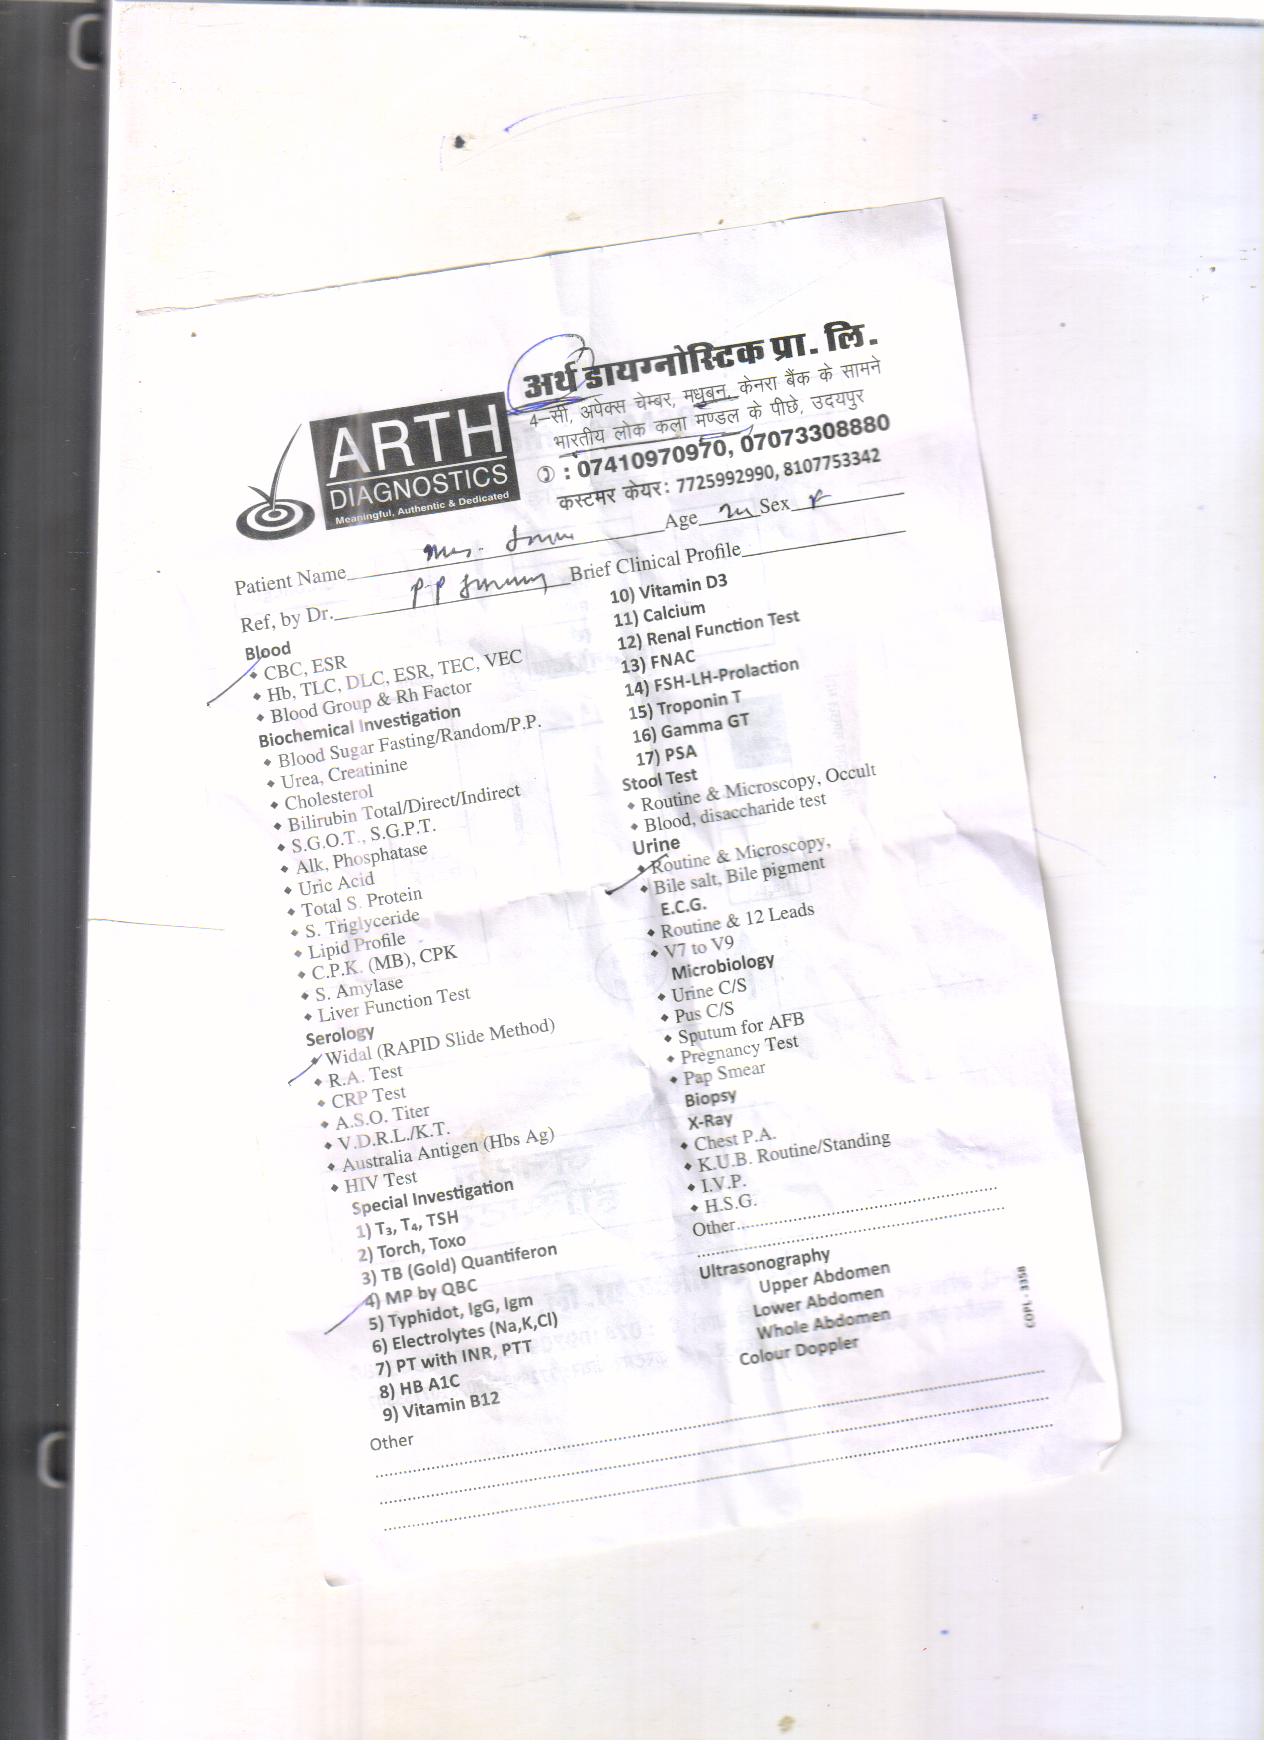 अर्थ डायग्नोस्टिक प्रा. लि.
4-सी, अपेक्स चेम्बर, मधुबन, केनरा बैंक के सामने
भारतीय लोक कला मण्डल के पीछे, उदयपुर
: 07410970970, 07073308880
कस्टमर केयर: 7725992990, 8107753342
ARTH
DIAGNOSTICS
Meaningful, Authentic & Dedicated
Patient Name Mrs. Age Sex
Ref, by Dr. Brief Clinical Profile
Blood
CBC, ESR
Hb, TLC, DLC, ESR, TEC, VEC
Blood Group & Rh Factor
Biochemical Investigation
Blood Sugar Fasting/Random/P.P.
Urea, Creatinine
Cholesterol
Bilirubin Total/Direct/Indirect
S.G.O.T., S.G.P.T.
Alk, Phosphatase
Uric Acid
Total S. Protein
S. Triglyceride
Lipid Profile
C.P.K. (MB), CPK
S. Amylase
Liver Function Test
Serology
Widal (RAPID Slide Method)
R.A. Test
CRP Test
A.S.O. Titer
V.D.R.L./K.T.
Australia Antigen (Hbs Ag)
HIV Test
Special Investigation
1) T3, T4, TSH
2) Torch, Toxo
3) TB (Gold) Quantiferon
4) MP by QBC
5) Typhidot, IgG, Igm
6) Electrolytes (Na,K,Cl)
7) PT with INR, PTT
8) HB A1C
9) Vitamin B12
Other
10) Vitamin D3
11) Calcium
12) Renal Function Test
13) FNAC
14) FSH-LH-Prolaction
15) Troponin T
16) Gamma GT
17) PSA
Stool Test
Routine & Microscopy, Occult
Blood, disaccharide test
Urine
Routine & Microscopy,
Bile salt, Bile pigment
E.C.G.
Routine & 12 Leads
V7 to V9
Microbiology
Urine C/S
Pus C/S
Sputum for AFB
Pregnancy Test
Pap Smear
Biopsy
X-Ray
Chest P.A.
K.U.B. Routine/Standing
I.V.P.
H.S.G.
Other
Ultrasonography
Upper Abdomen
Lower Abdomen
Whole Abdomen
Colour Doppler